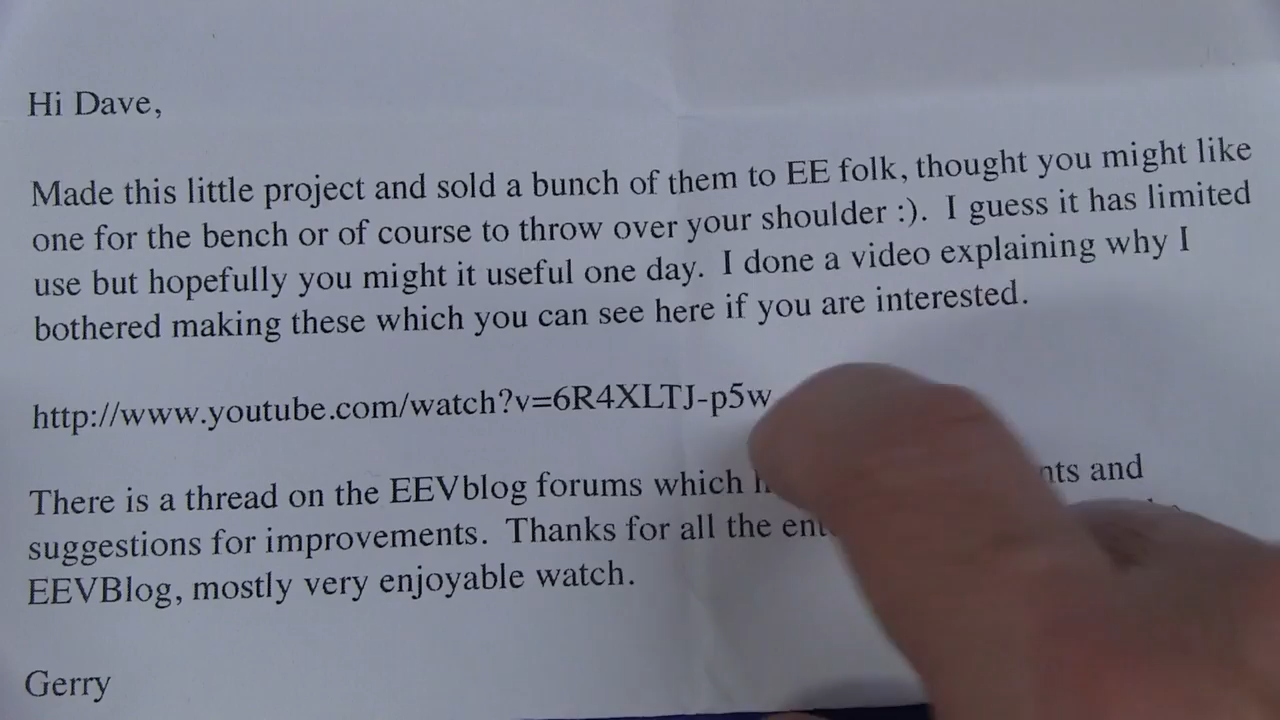 Hi Dave,
Made this little project and sold a bunch of them to EE folk, thought you might like
one for the bench or of course to throw over your shoulder :). I guess it has limited
use but hopefully you might it useful one day. I done a video explaining why I
bothered making these which you can see here if you are interested.
http://www.youtube.com/watch?v=6R4XLTJ-p5w
There is a thread on the EEVblog forums which and
suggestions for improvements. Thanks for all the
EEVBlog, mostly very enjoyable watch.
Gerry